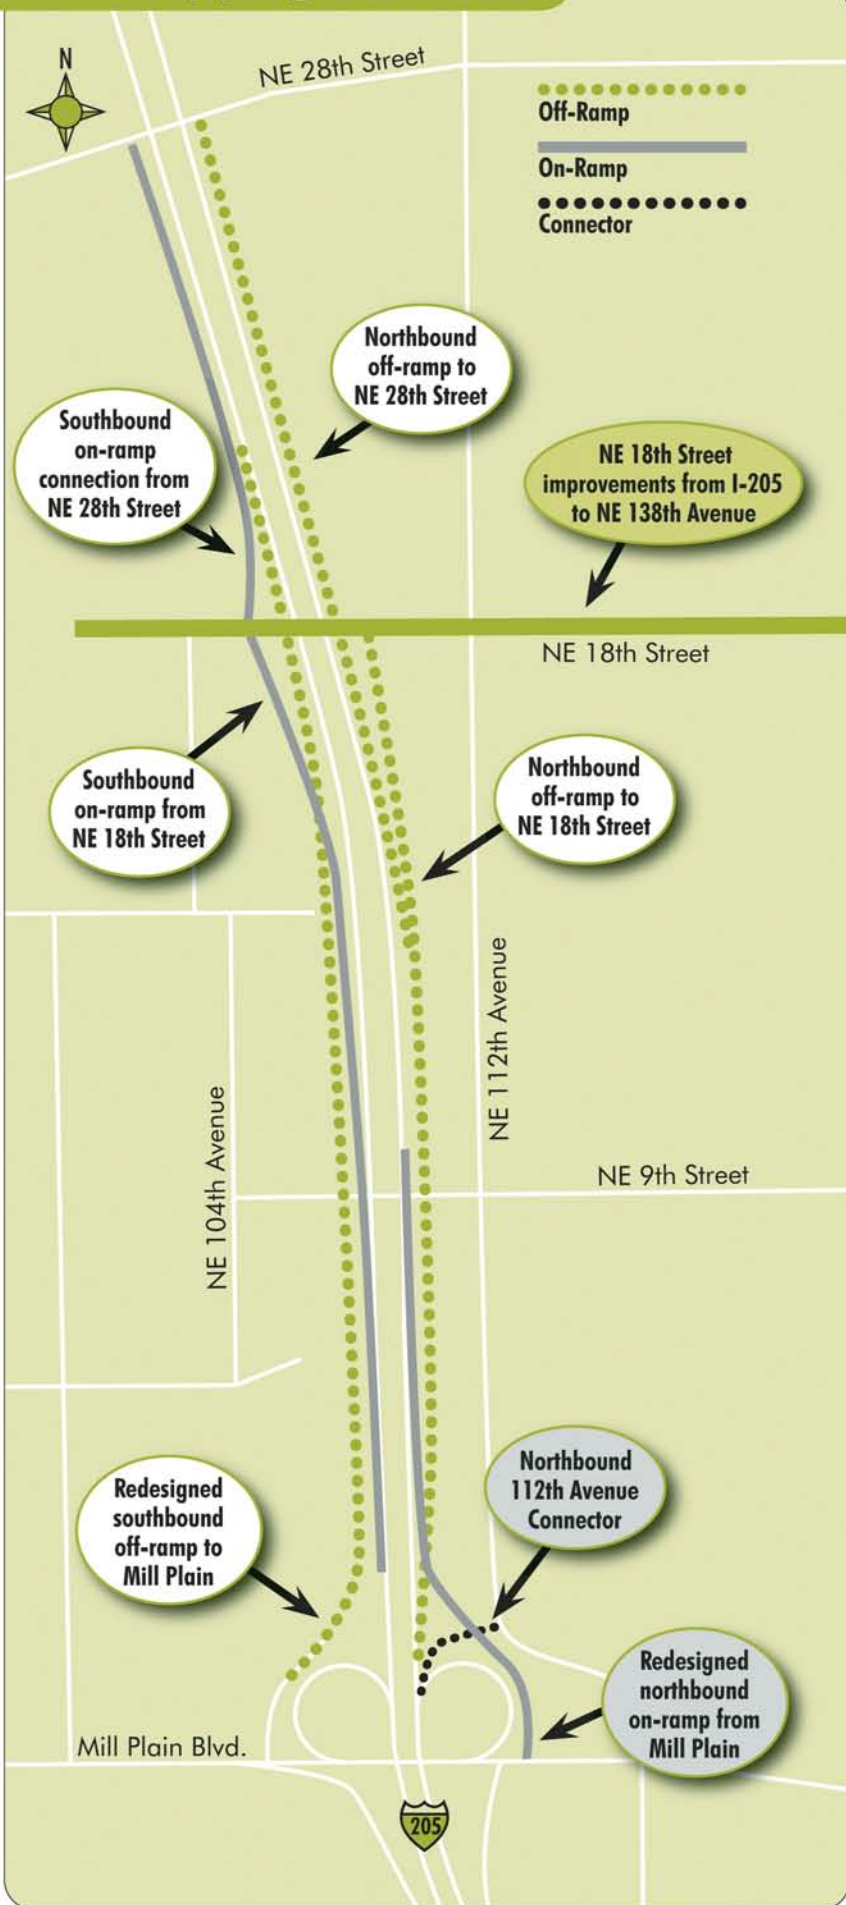 N
NE 28th Street
Off-Ramp
On-Ramp
Connector
Northbound
off-ramp to
NE 28th Street
Southbound
on-ramp
connection from
NE 28th Street
NE 18th Street
improvements from I-205
to NE 138th Avenue
NE 18th Street
Southbound
on-ramp from
NE 18th Street
Northbound
off-ramp to
NE 18th Street
NE 112th Avenue
NE 104th Avenue
NE 9th Street
Northbound
112th Avenue
Connector
Redesigned
southbound
off-ramp to
Mill Plain
Redesigned
northbound
on-ramp from
Mill Plain
Mill Plain Blvd.
205